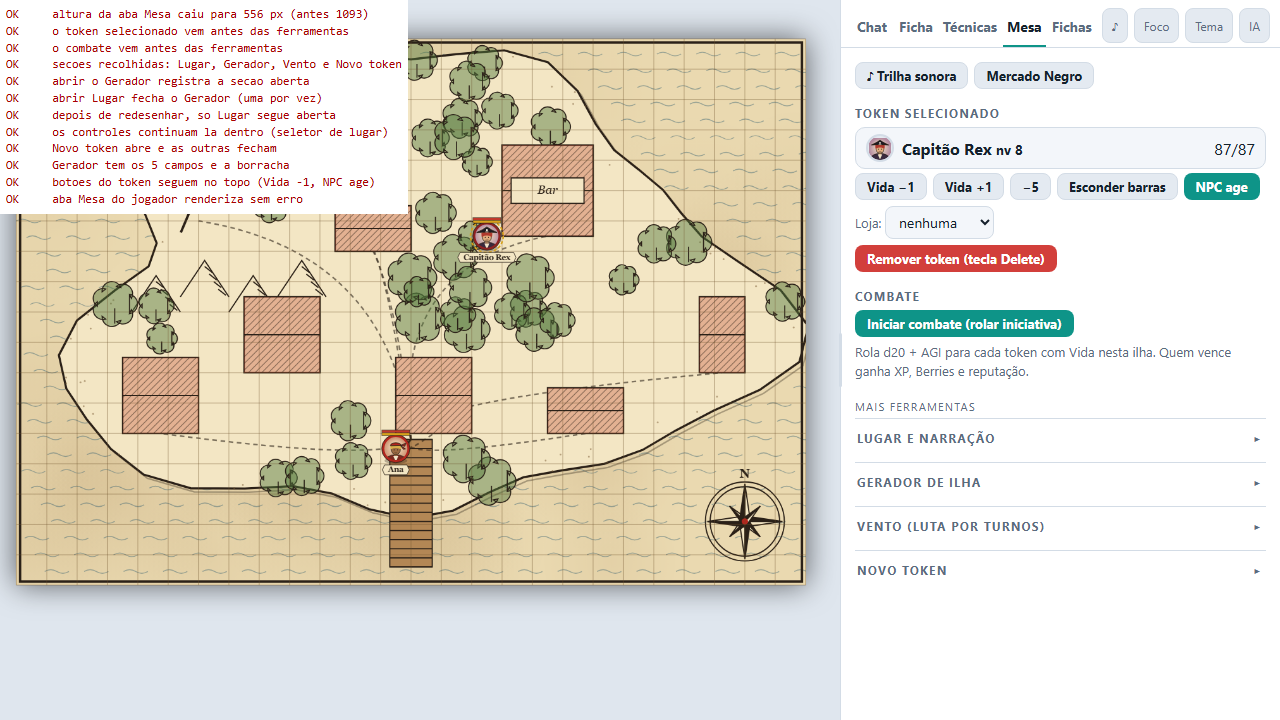 OK altura da aba Mesa caiu para 556 px (antes 1093)
OK o token selecionado vem antes das ferramentas
OK o combate vem antes das ferramentas
OK secoes recolhidas: Lugar, Gerador, Vento e Novo token
OK abrir o Gerador registra a secao aberta
OK abrir Lugar fecha o Gerador (uma por vez)
OK depois de redesenhar, so Lugar segue aberta
OK os controles continuam la dentro (seletor de lugar)
OK Novo token abre e as outras fecham
OK Gerador tem os 5 campos e a borracha
OK botoes do token seguem no topo (Vida -1, NPC age)
OK aba Mesa do jogador renderiza sem erro
Bar
Capitão Rex
Ana
N
Chat Ficha Técnicas Mesa Fichas ♪ Foco Tema IA
♪ Trilha sonora Mercado Negro
TOKEN SELECIONADO
Capitão Rex nv 8 87/87
Vida −1 Vida +1 −5 Esconder barras NPC age
Loja: nenhuma
Remover token (tecla Delete)
COMBATE
Iniciar combate (rolar iniciativa)
Rola d20 + AGI para cada token com Vida nesta ilha. Quem vence
ganha XP, Berries e reputação.
MAIS FERRAMENTAS
LUGAR E NARRAÇÃO ▸
GERADOR DE ILHA ▸
VENTO (LUTA POR TURNOS) ▸
NOVO TOKEN ▸